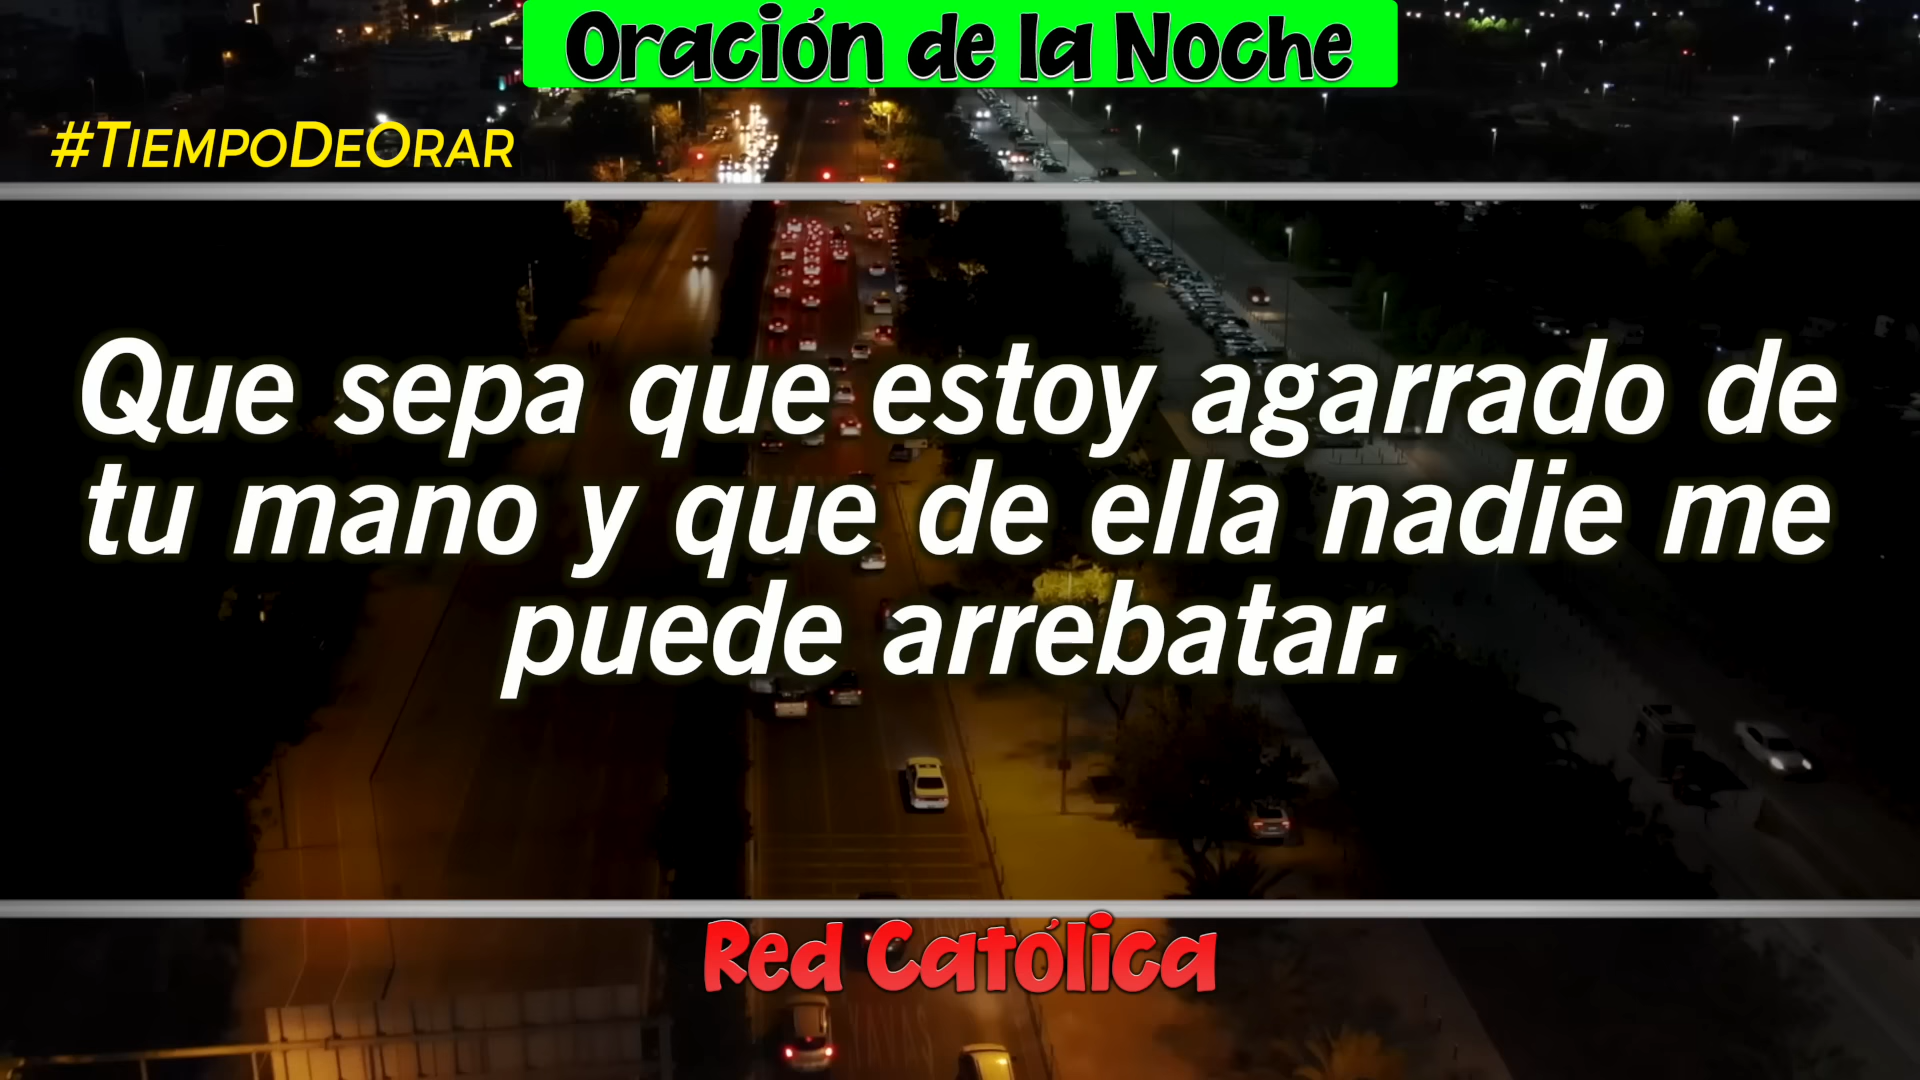 Oración de la Noche
#TiempoDeOrar
Que sepa que estoy agarrado de
tu mano y que de ella nadie me
puede arrebatar.
Red Católica